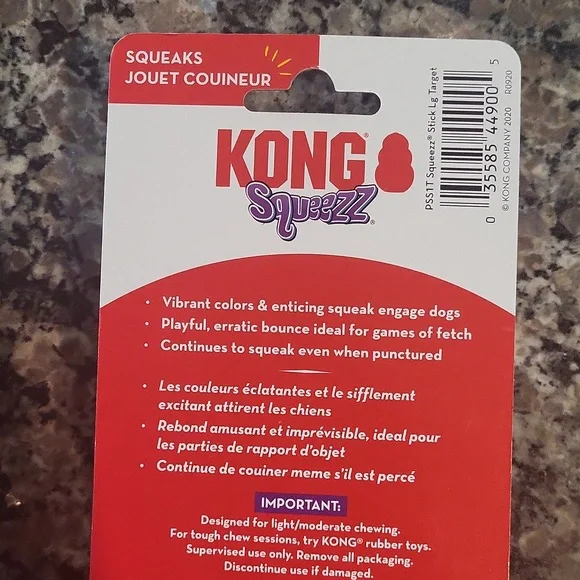 SQUEAKS
JOUET COUINEUR
KONG®
Squeezz®
PSS1T Squeezz® Stick Lg Target
0 35585 44900 5
© KONG COMPANY 2020 R0920
• Vibrant colors & enticing squeak engage dogs
• Playful, erratic bounce ideal for games of fetch
• Continues to squeak even when punctured
• Les couleurs éclatantes et le sifflement
excitant attirent les chiens
• Rebond amusant et imprévisible, ideal pour
les parties de rapport d'objet
• Continue de couiner meme s'il est percé
IMPORTANT:
Designed for light/moderate chewing.
For tough chew sessions, try KONG® rubber toys.
Supervised use only. Remove all packaging.
Discontinue use if damaged.